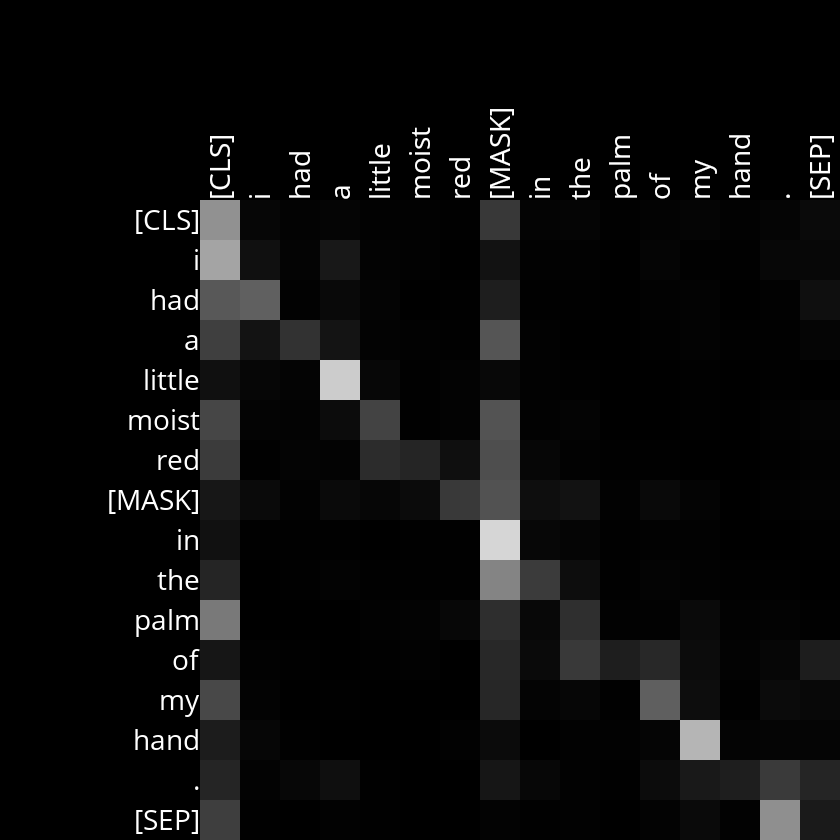 [CLS] i had a little moist red [MASK] in the palm of my hand . [SEP]
[CLS]
i
had
a
little
moist
red
[MASK]
in
the
palm
of
my
hand
.
[SEP]